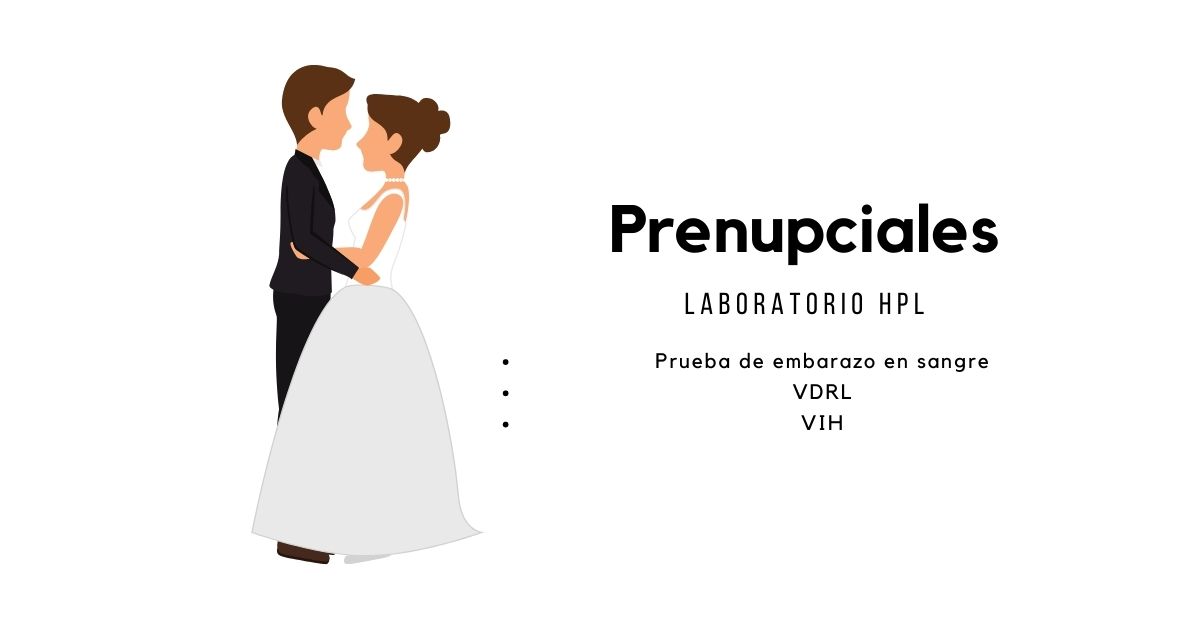 Prenupciales
LABORATORIO HPL
• Prueba de embarazo en sangre
• VDRL
• VIH